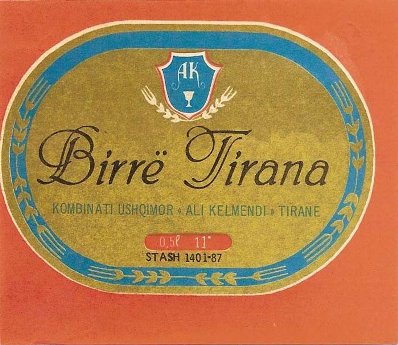 AK
Birrë Tirana
KOMBINATI USHQIMOR « ALI KELMENDI » TIRANE
0,5ℓ 11°
STASH 1401-87